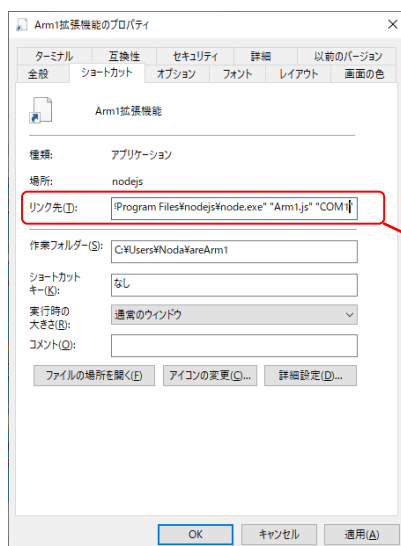 Arm1拡張機能のプロパティ
ターミナル 互換性 セキュリティ 詳細 以前のバージョン
全般 ショートカット オプション フォント レイアウト 画面の色
Arm1拡張機能
種類: アプリケーション
場所: nodejs
リンク先(T): Program Files¥nodejs¥node.exe" "Arm1.js" "COM1"
作業フォルダー(S): C:¥Users¥Noda¥areArm1
ショートカット
キー(K): なし
実行時の
大きさ(R): 通常のウィンドウ
コメント(O):
ファイルの場所を開く(F) アイコンの変更(C)... 詳細設定(D)...
OK キャンセル 適用(A)